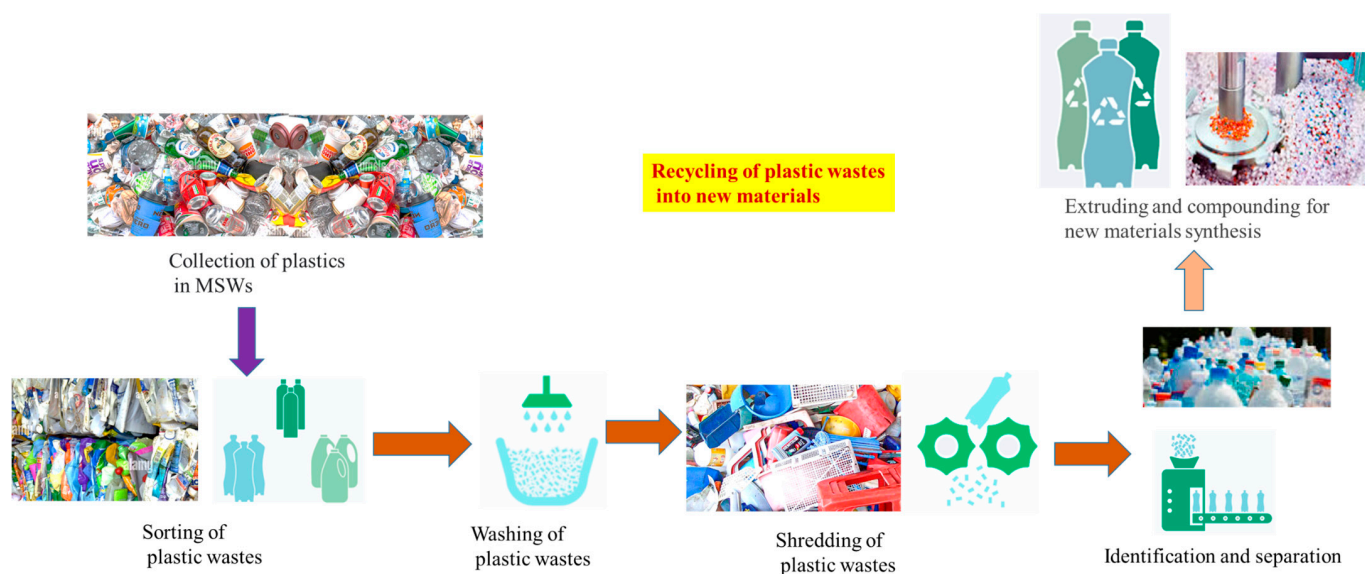 Recycling of plastic wastes
into new materials
Collection of plastics
in MSWs
Extruding and compounding for
new materials synthesis
Sorting of
plastic wastes
Washing of
plastic wastes
Shredding of
plastic wastes
Identification and separation